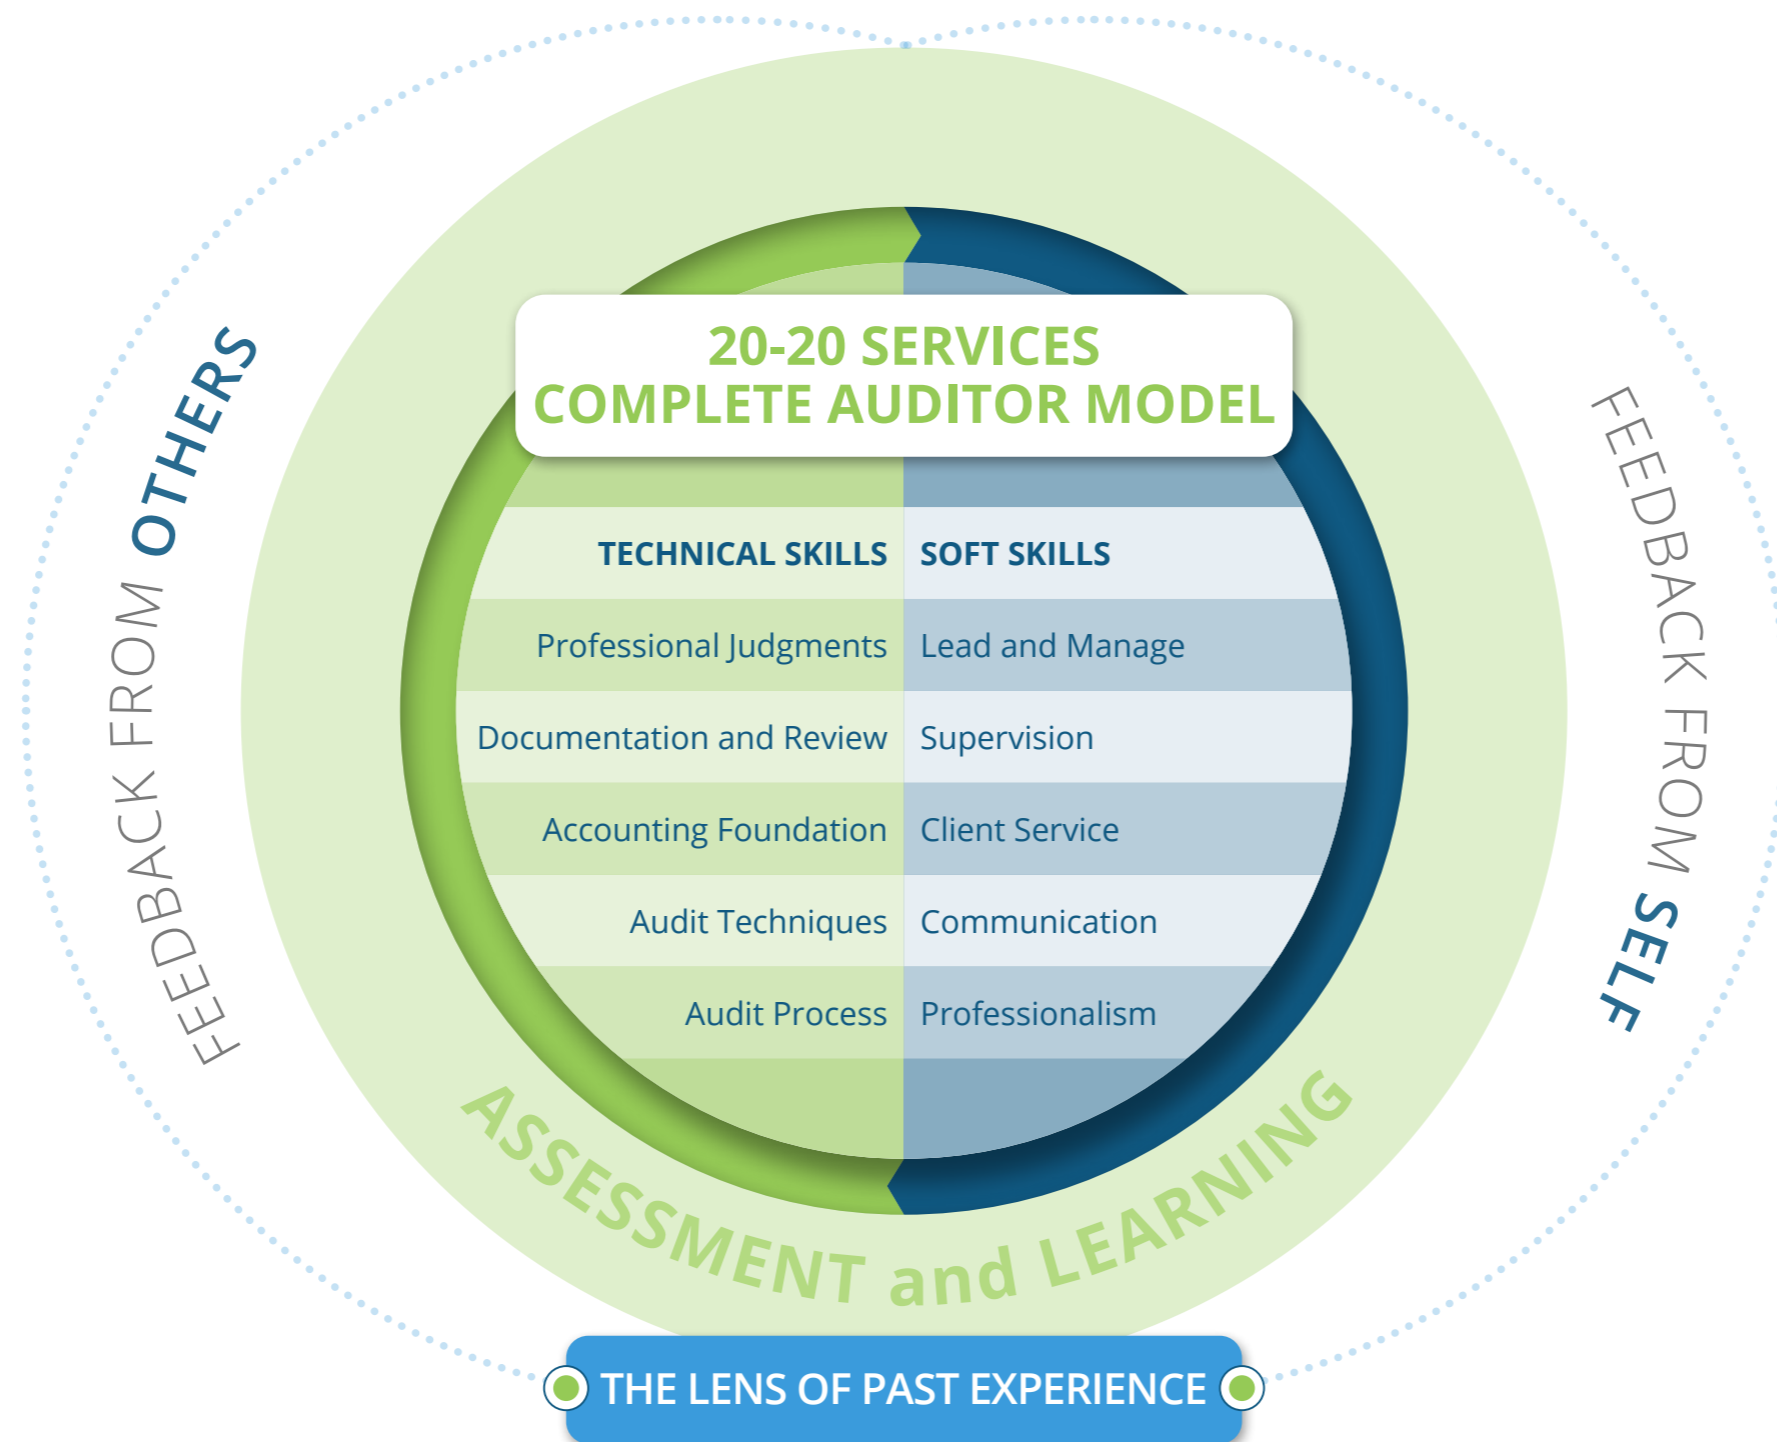 20-20 SERVICES
COMPLETE AUDITOR MODEL
TECHNICAL SKILLS
SOFT SKILLS
Professional Judgments
Lead and Manage
Documentation and Review
Supervision
Accounting Foundation
Client Service
Audit Techniques
Communication
Audit Process
Professionalism
FEEDBACK FROM OTHERS
FEEDBACK FROM SELF
ASSESSMENT and LEARNING
THE LENS OF PAST EXPERIENCE